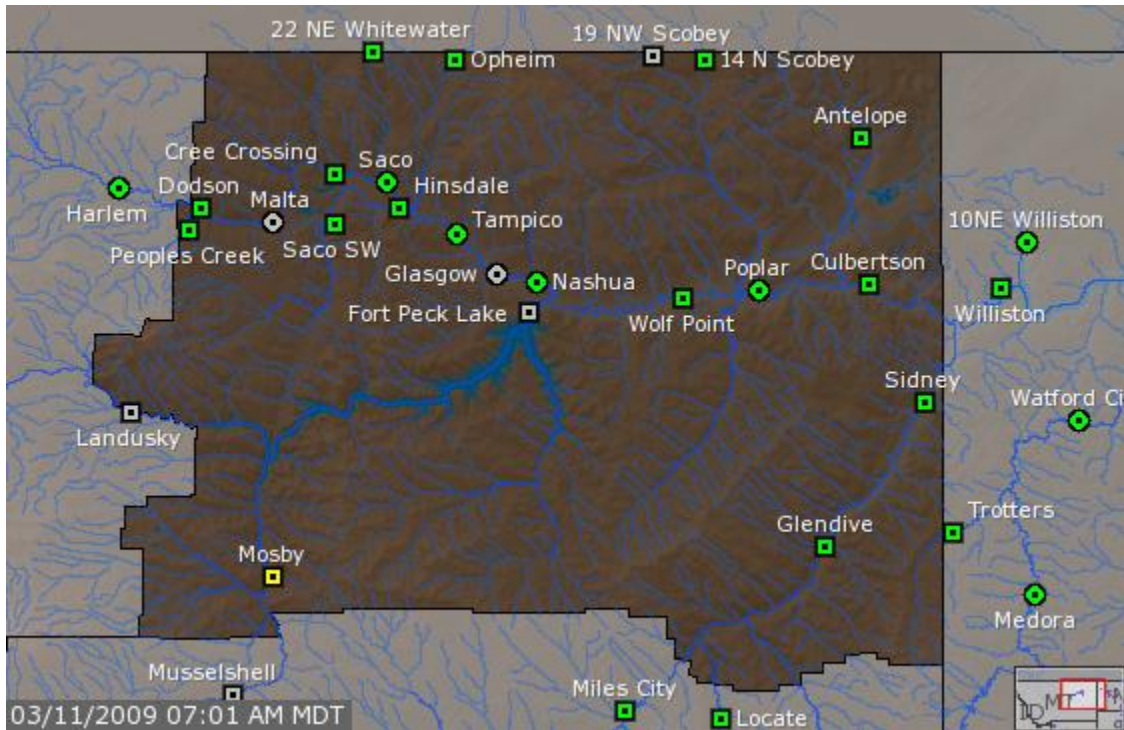 22 NE Whitewater
19 NW Scobey
Opheim
14 N Scobey
Antelope
Cree Crossing
Saco
Dodson
Malta
Hinsdale
Harlem
Tampico
10NE Williston
Peoples Creek
Saco SW
Glasgow
Nashua
Poplar
Culbertson
Fort Peck Lake
Wolf Point
Williston
Sidney
Watford Ci
Landusky
Trotters
Glendive
Mosby
Medora
Musselshell
Miles City
Locate
03/11/2009 07:01 AM MDT
MT
ID